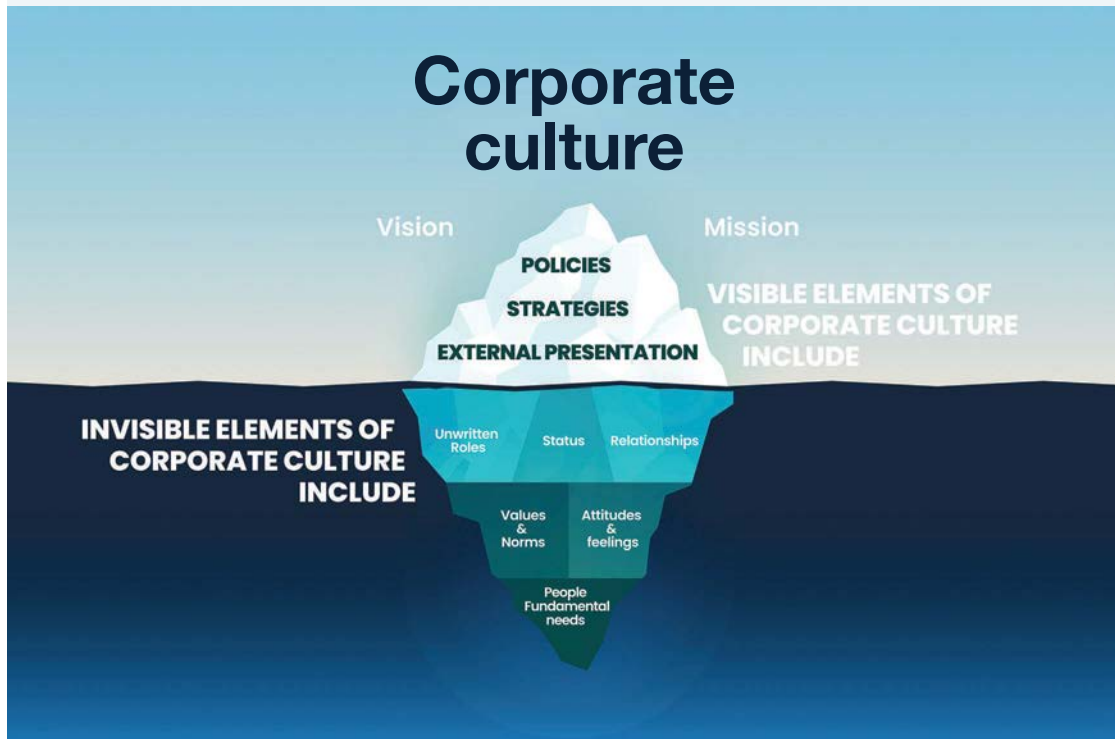 Corporate
culture
Vision
Mission
POLICIES
STRATEGIES
EXTERNAL PRESENTATION
VISIBLE ELEMENTS OF
CORPORATE CULTURE
INCLUDE
INVISIBLE ELEMENTS OF
CORPORATE CULTURE
INCLUDE
Unwritten
Roles
Status
Relationships
Values
&
Norms
Attitudes
&
feelings
People
Fundamental
needs